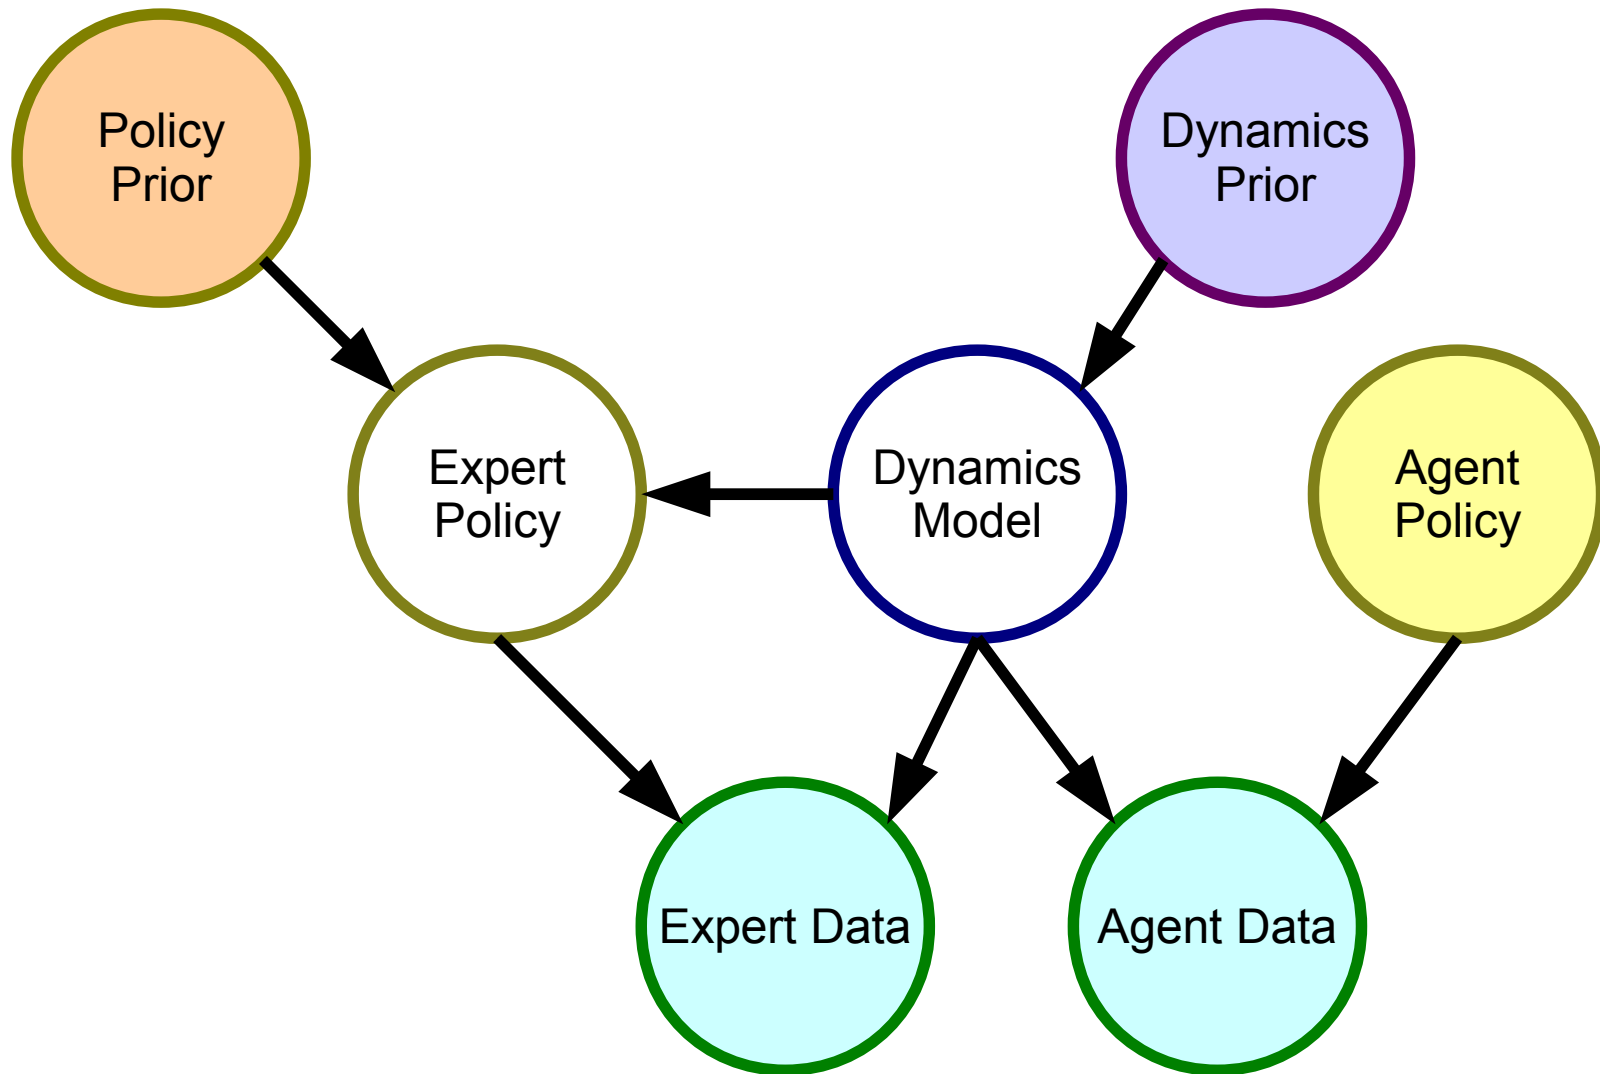 Policy
Prior
Dynamics
Prior
Expert
Policy
Dynamics
Model
Agent
Policy
Expert Data
Agent Data